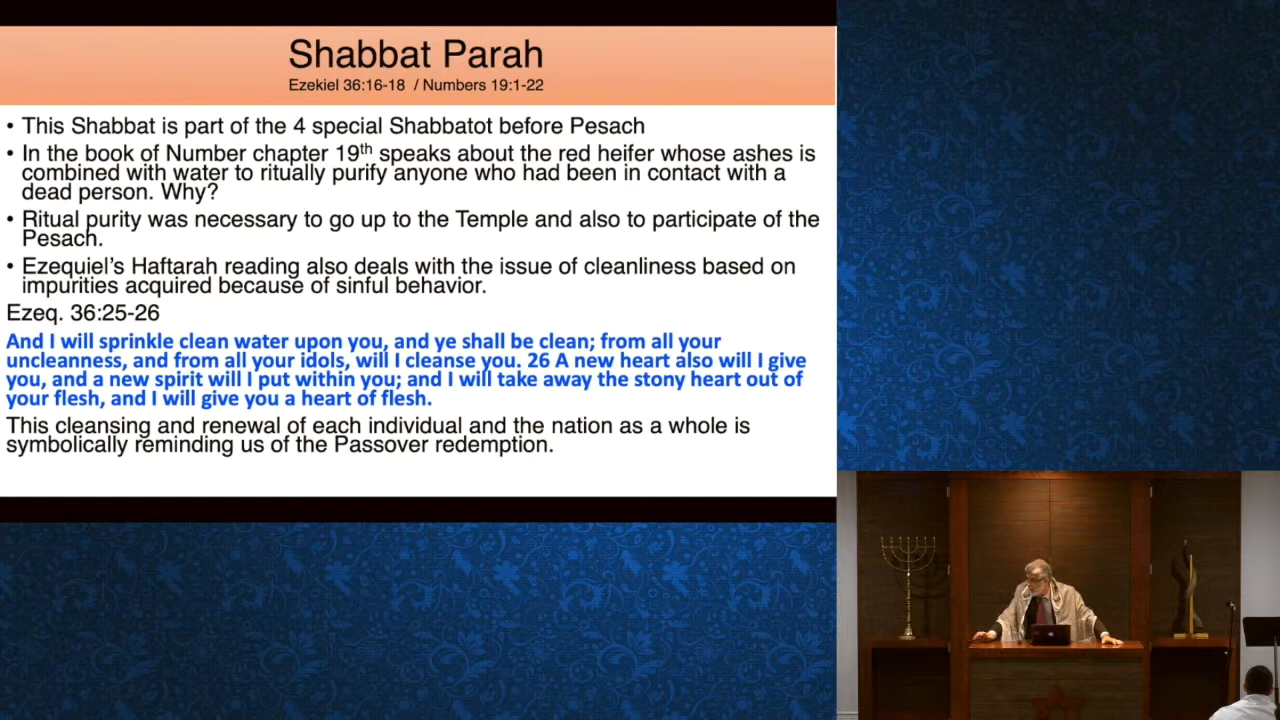 Shabbat Parah
Ezekiel 36:16-18 / Numbers 19:1-22
• This Shabbat is part of the 4 special Shabbatot before Pesach
• In the book of Number chapter 19th speaks about the red heifer whose ashes is
combined with water to ritually purify anyone who had been in contact with a
dead person. Why?
• Ritual purity was necessary to go up to the Temple and also to participate of the
Pesach.
• Ezequiel's Haftarah reading also deals with the issue of cleanliness based on
impurities acquired because of sinful behavior.
Ezeq. 36:25-26
And I will sprinkle clean water upon you, and ye shall be clean; from all your
uncleanness, and from all your idols, will I cleanse you. 26 A new heart also will I give
you, and a new spirit will I put within you; and I will take away the stony heart out of
your flesh, and I will give you a heart of flesh.
This cleansing and renewal of each individual and the nation as a whole is
symbolically reminding us of the Passover redemption.